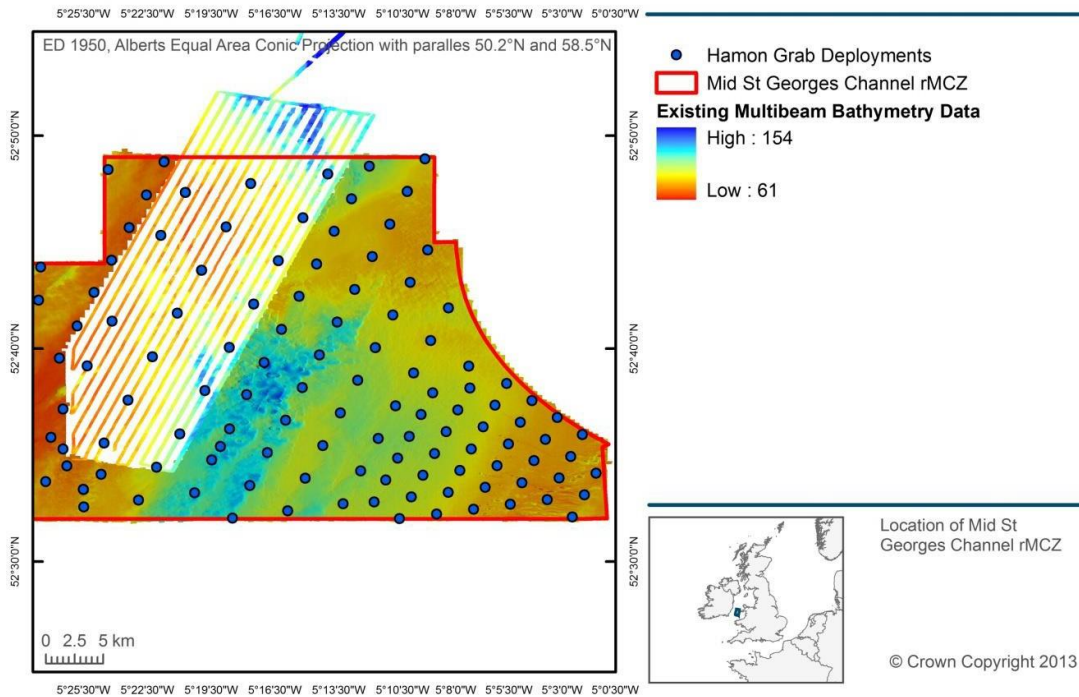 5°25'30"W 5°22'30"W 5°19'30"W 5°16'30"W 5°13'30"W 5°10'30"W 5°8'0"W 5°5'30"W 5°3'0"W 5°0'30"W
ED 1950, Alberts Equal Area Conic Projection with paralles 50.2°N and 58.5°N
52°50'0"N
52°40'0"N
52°30'0"N
0 2.5 5 km
52°50'0"N
52°40'0"N
52°30'0"N
5°25'30"W 5°22'30"W 5°19'30"W 5°16'30"W 5°13'30"W 5°10'30"W 5°8'0"W 5°5'30"W 5°3'0"W 5°0'30"W
Hamon Grab Deployments
Mid St Georges Channel rMCZ
Existing Multibeam Bathymetry Data
High : 154
Low : 61
Location of Mid St
Georges Channel rMCZ
© Crown Copyright 2013